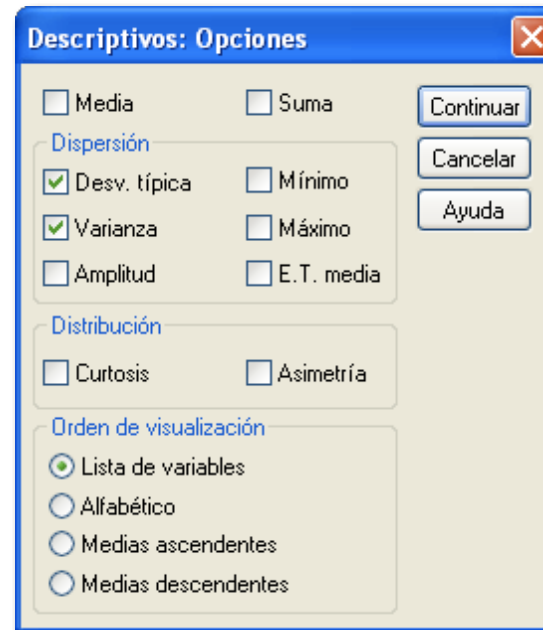 Descriptivos: Opciones
Media Suma Continuar
Dispersión Cancelar
Desv. típica Mínimo
Varianza Máximo Ayuda
Amplitud E.T. media
Distribución
Curtosis Asimetría
Orden de visualización
Lista de variables
Alfabético
Medias ascendentes
Medias descendentes